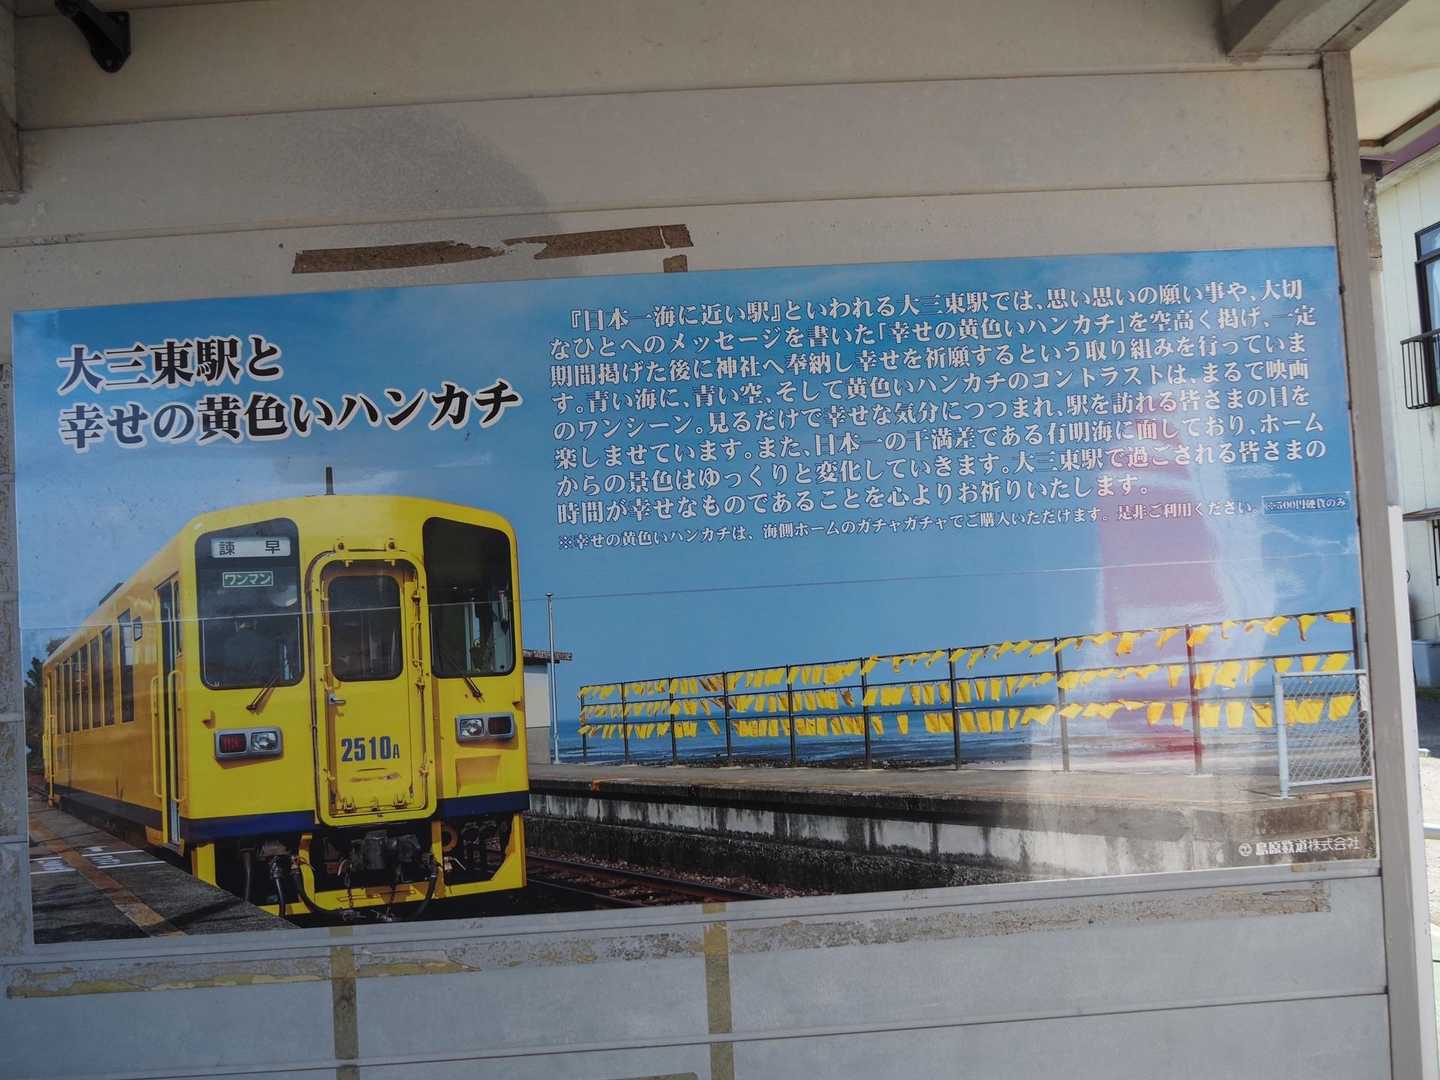 大三東駅と
幸せの黄色いハンカチ
『日本一海に近い駅』といわれる大三東駅では、思い思いの願い事や、大切
なひとへのメッセージを書いた「幸せの黄色いハンカチ」を空高く掲げ、一定
期間掲げた後に神社へ奉納し幸せを祈願するという取り組みを行っていま
す。青い海に、青い空、そして黄色いハンカチのコントラストは、まるで映画
のワンシーン。見るだけで幸せな気分につつまれ、駅を訪れる皆さまの目を
楽しませています。また、日本一の干満差である有明海に面しており、ホーム
からの景色はゆっくりと変化していきます。大三東駅で過ごされる皆さまの
時間が幸せなものであることを心よりお祈りいたします。
※幸せの黄色いハンカチは、海側ホームのガチャガチャでご購入いただけます。是非ご利用ください。 ※500円硬貨のみ
諫早
ワンマン
2510A
島原鉄道株式会社